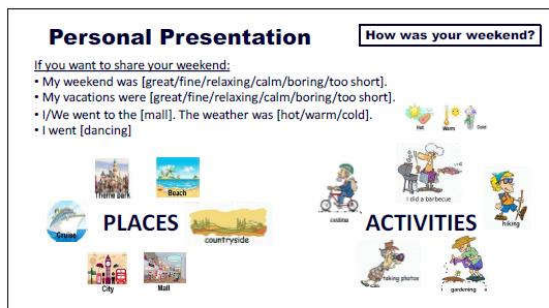 Personal Presentation
How was your weekend?
If you want to share your weekend:
• My weekend was [great/fine/relaxing/calm/boring/too short].
• My vacations were [great/fine/relaxing/calm/boring/too short].
• I/We went to the [mall]. The weather was [hot/warm/cold].
• I went [dancing]
Hot
Warm
Cold
Theme Park
Beach
I did a barbecue
Cruise
PLACES
countryside
ACTIVITIES
hiking
City
Mall
taking photos
gardening